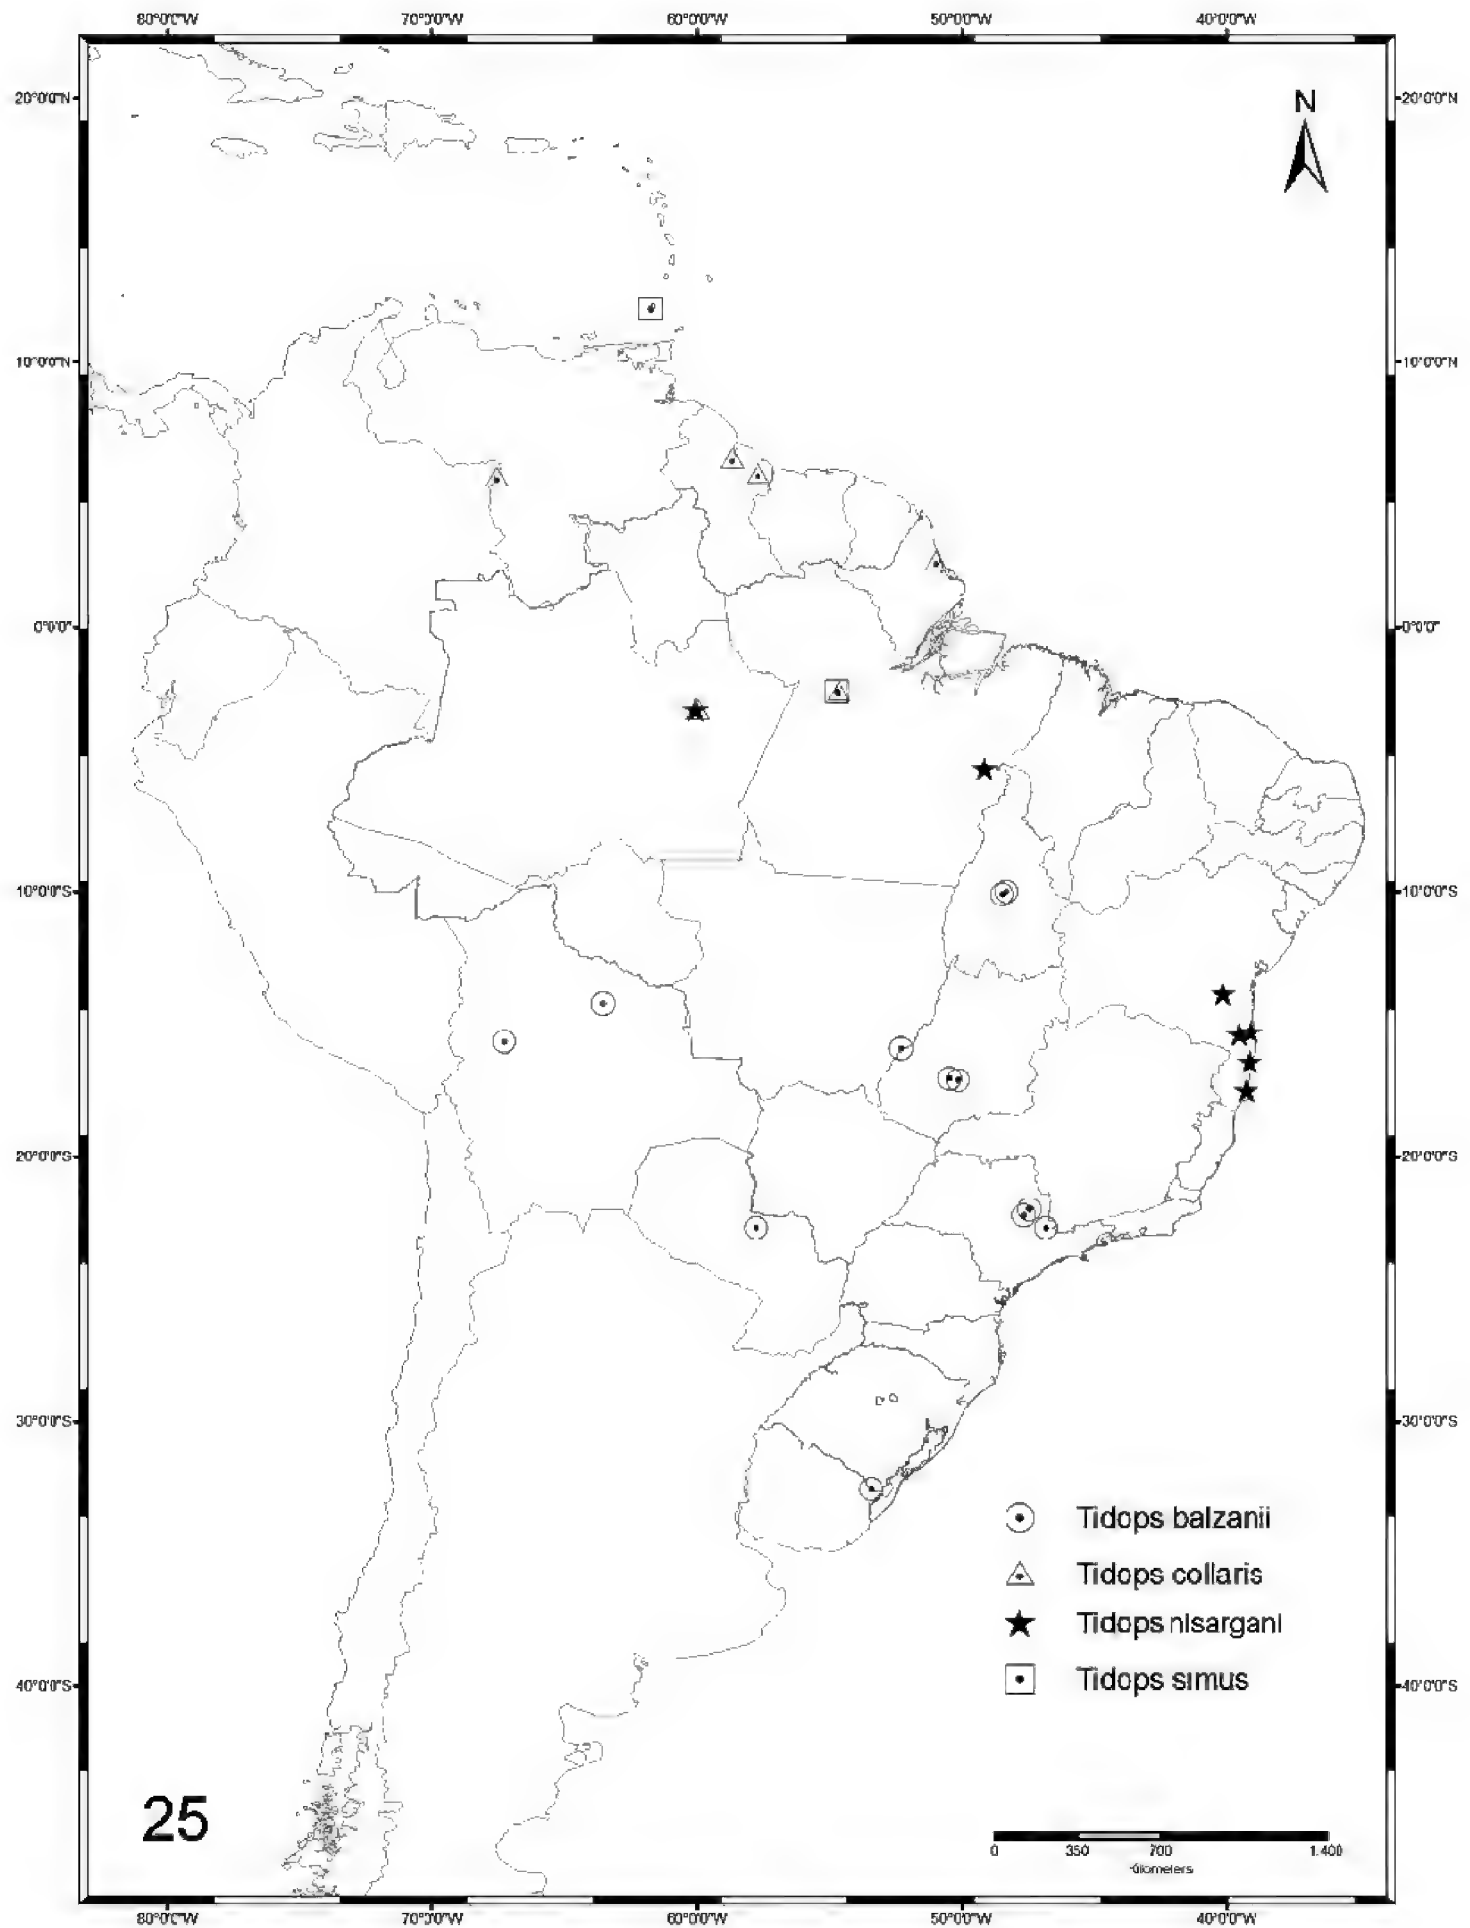 80°0'0"W 70°0'0"W 60°0'0"W 50°0'0"W 40°0'0"W
20°0'0"N 20°0'0"N
N
10°0'0"N 10°0'0"N
0°0'0" 0°0'0"
10°0'0"S 10°0'0"S
20°0'0"S 20°0'0"S
30°0'0"S 30°0'0"S
Tidops balzanii
Tidops collaris
Tidops nisargani
Tidops simus
40°0'0"S 40°0'0"S
25
0 350 700 1.400
Kilometers
80°0'0"W 70°0'0"W 60°0'0"W 50°0'0"W 40°0'0"W